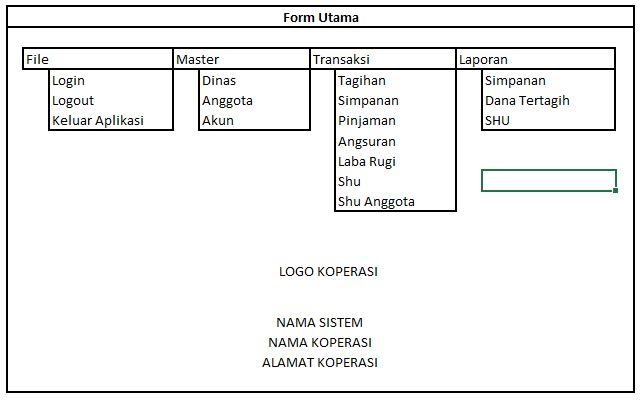 Form Utama
File Master Transaksi Laporan
Login Dinas Tagihan Simpanan
Logout Anggota Simpanan Dana Tertagih
Keluar Aplikasi Akun Pinjaman SHU
Angsuran
Laba Rugi
Shu
Shu Anggota
LOGO KOPERASI
NAMA SISTEM
NAMA KOPERASI
ALAMAT KOPERASI